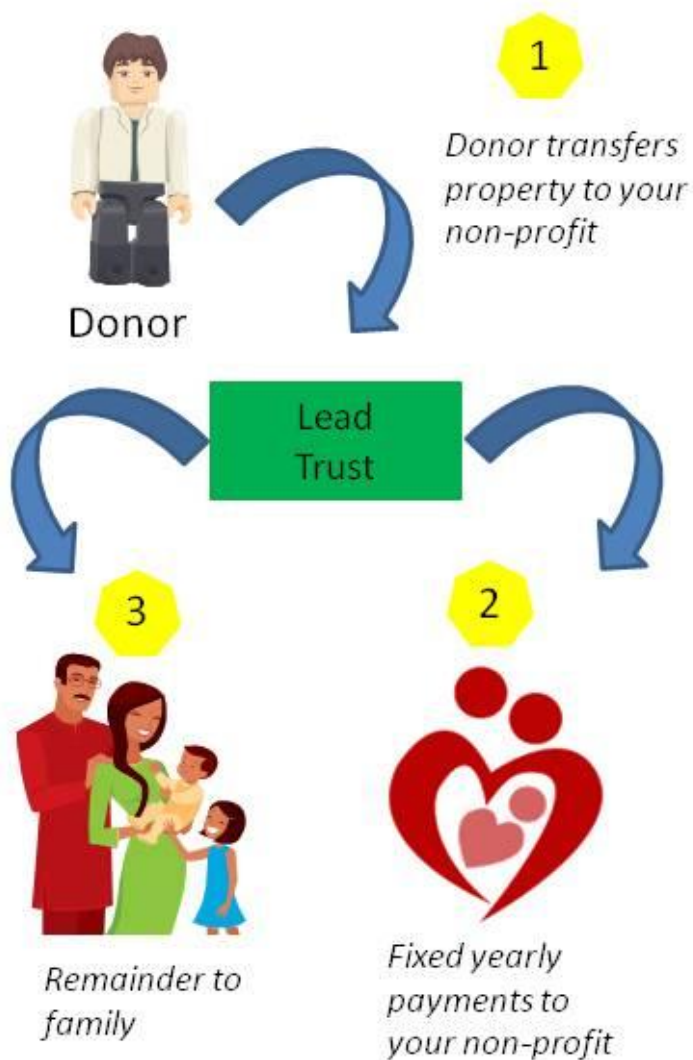 1
Donor transfers
property to your
non-profit
Donor
Lead
Trust
3
2
Remainder to
family
Fixed yearly
payments to
your non-profit